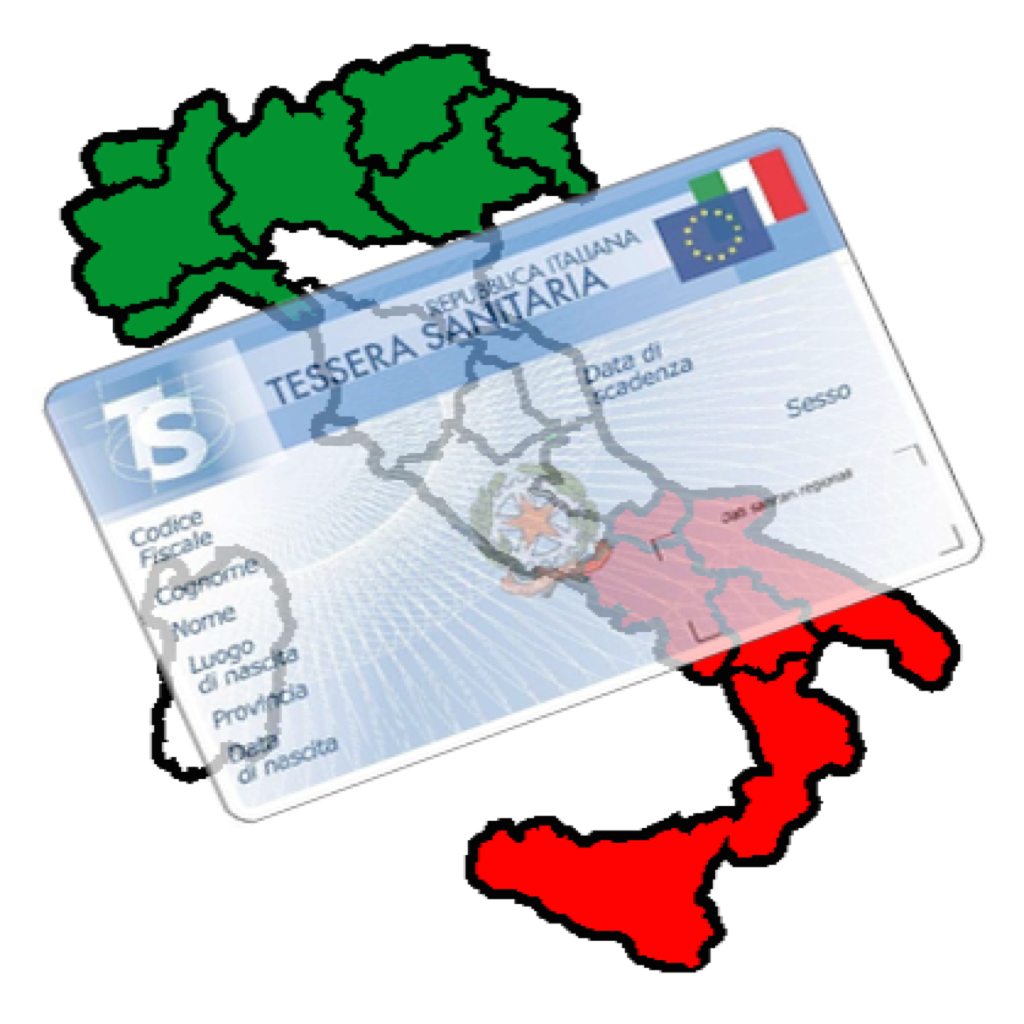 REPUBBLICA ITALIANA
TESSERA SANITARIA
TS
Data di
scadenza
Sesso
Dati sanitari regionali
Codice
Fiscale
Cognome
Nome
Luogo
di nascita
Provincia
Data
di nascita